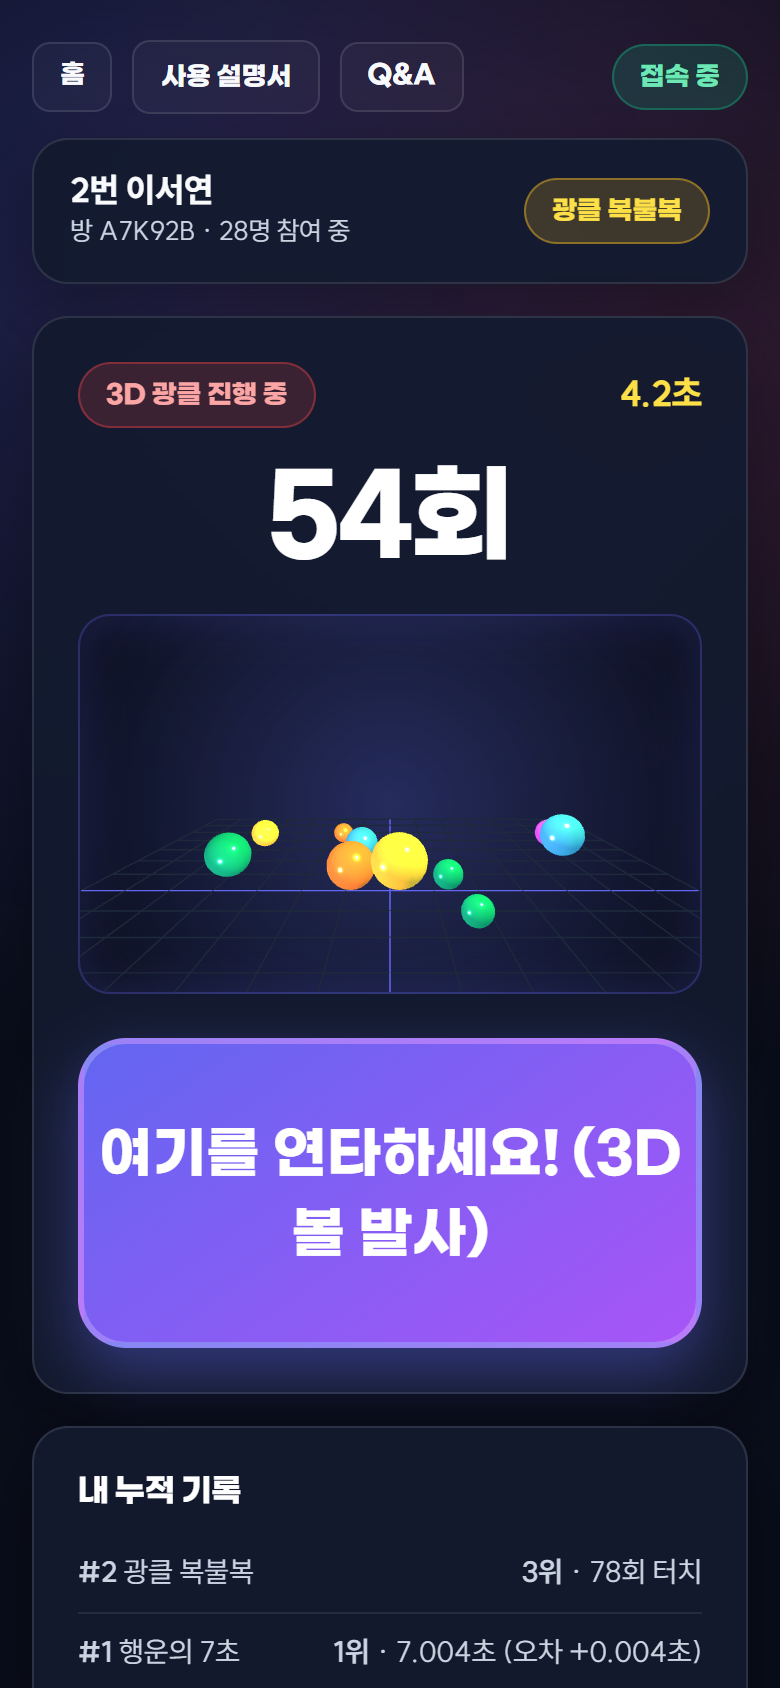 홈 사용 설명서 Q&A 접속 중
2번 이서연
방 A7K92B · 28명 참여 중
광클 복불복
3D 광클 진행 중 4.2초
54회
여기를 연타하세요! (3D
볼 발사)
내 누적 기록
#2 광클 복불복 3위 · 78회 터치
#1 행운의 7초 1위 · 7.004초 (오차 +0.004초)